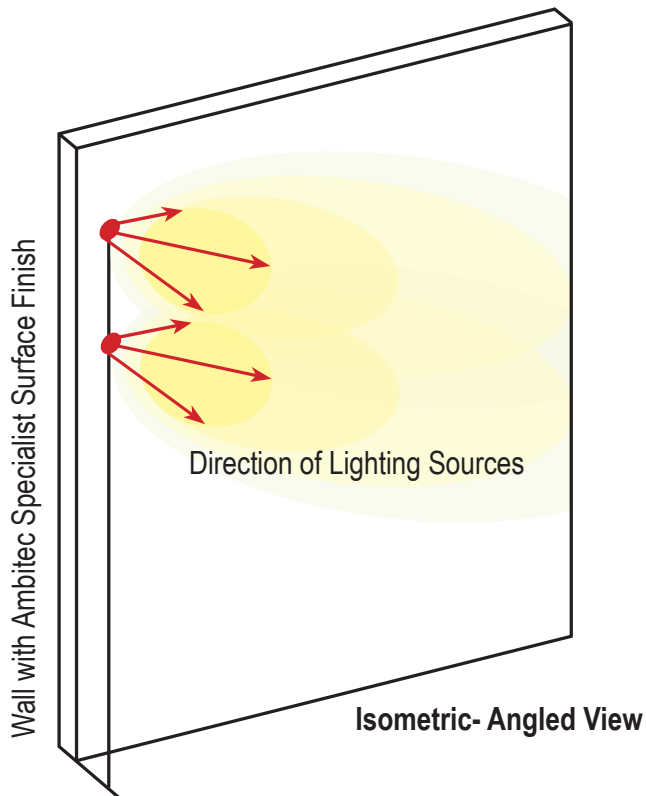 Wall with Ambitec Specialist Surface Finish
Direction of Lighting Sources
Isometric- Angled View